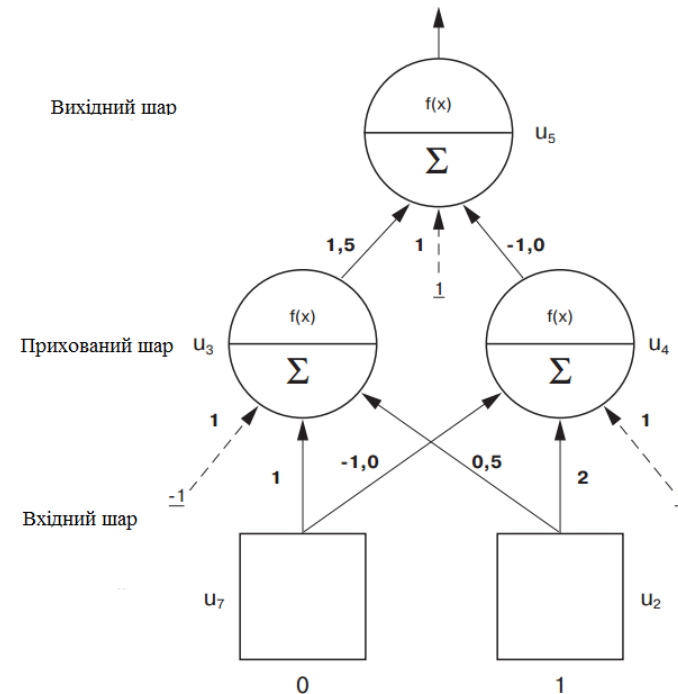 Вихідний шар
f(x)
Σ
u5
1,5
1
-1,0
1
Прихований шар
u3
f(x)
Σ
f(x)
Σ
u4
1
-1
1
-1,0
0,5
2
1
Вхідний шар
u7
u2
0
1